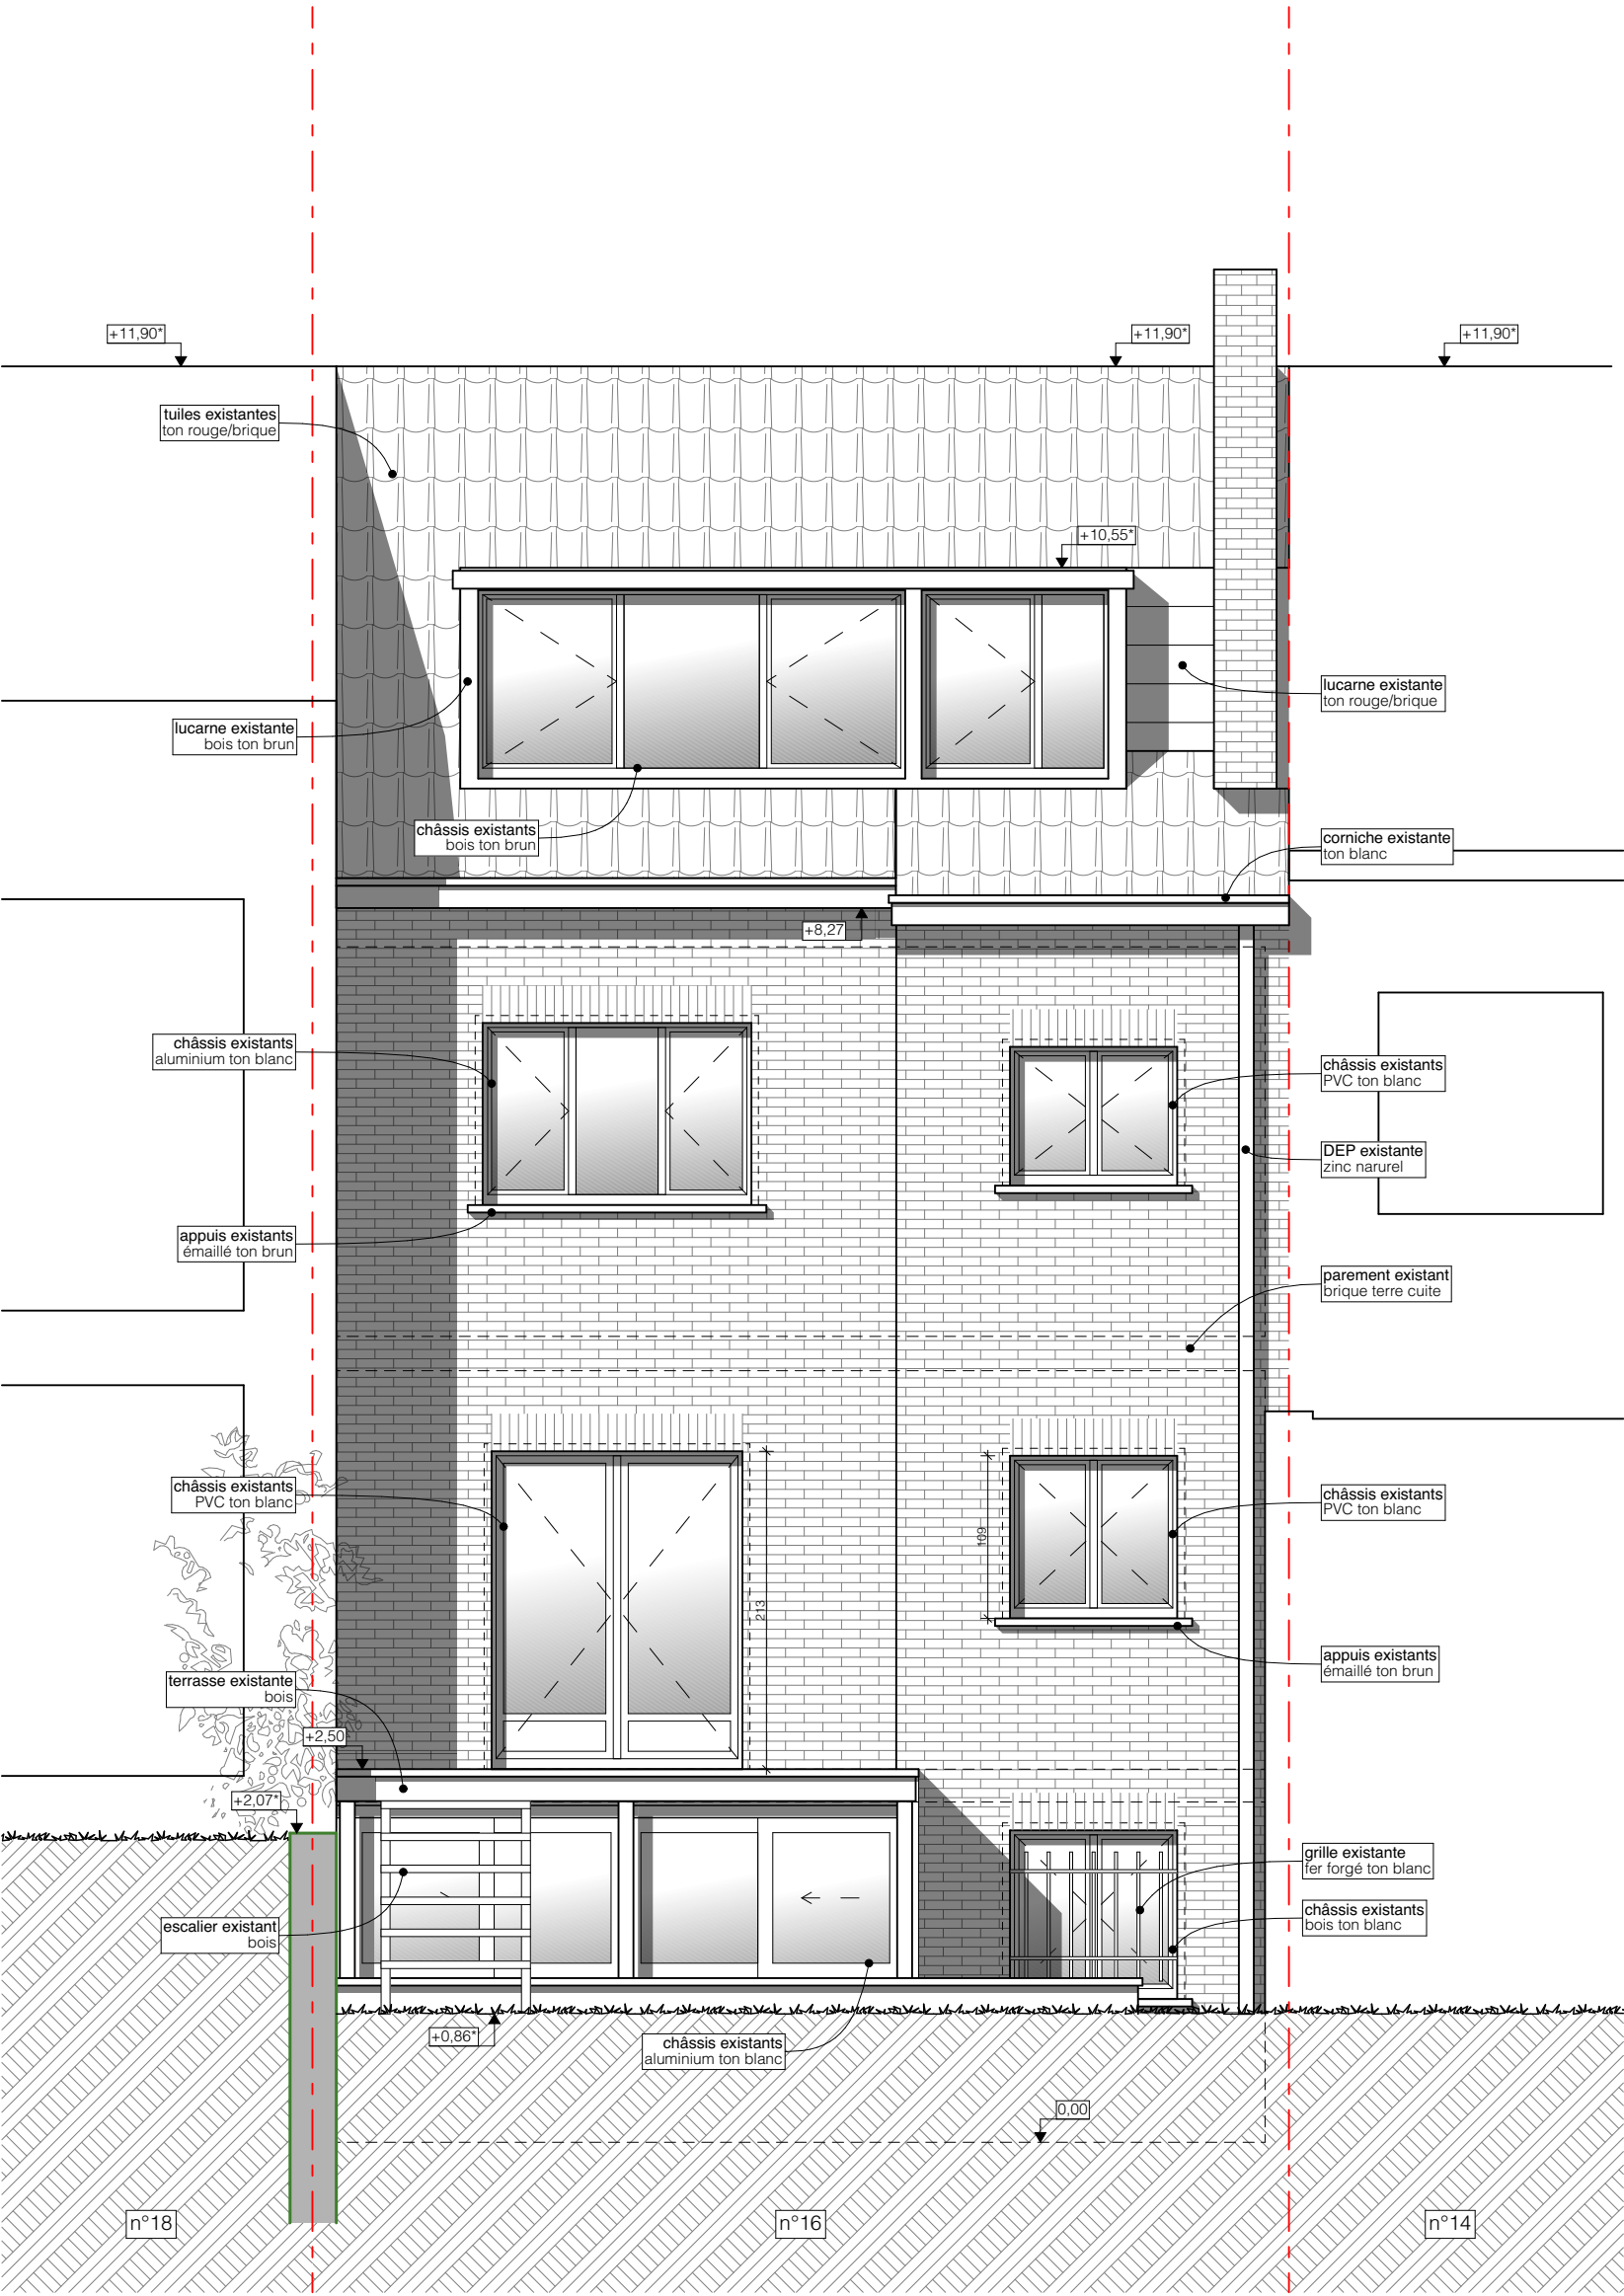 +11,90*
+11,90*
+11,90*
tuiles existantes
ton rouge/brique
+10,55*
lucarne existante
ton rouge/brique
lucarne existante
bois ton brun
châssis existants
bois ton brun
corniche existante
ton blanc
+8,27
châssis existants
aluminium ton blanc
châssis existants
PVC ton blanc
DEP existante
zinc narurel
appuis existants
émaillé ton brun
parement existant
brique terre cuite
châssis existants
PVC ton blanc
châssis existants
PVC ton blanc
109
213
appuis existants
émaillé ton brun
terrasse existante
bois
+2,50
+2,07*
grille existante
fer forgé ton blanc
châssis existants
bois ton blanc
escalier existant
bois
+0,86*
châssis existants
aluminium ton blanc
0,00
n°18
n°16
n°14